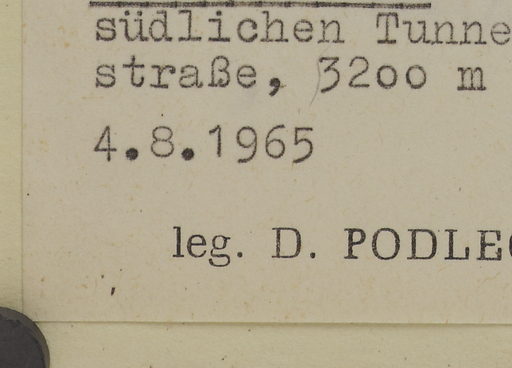 südlichen Tunne
straße, 3200 m
4.8.1965
leg. D. PODLE